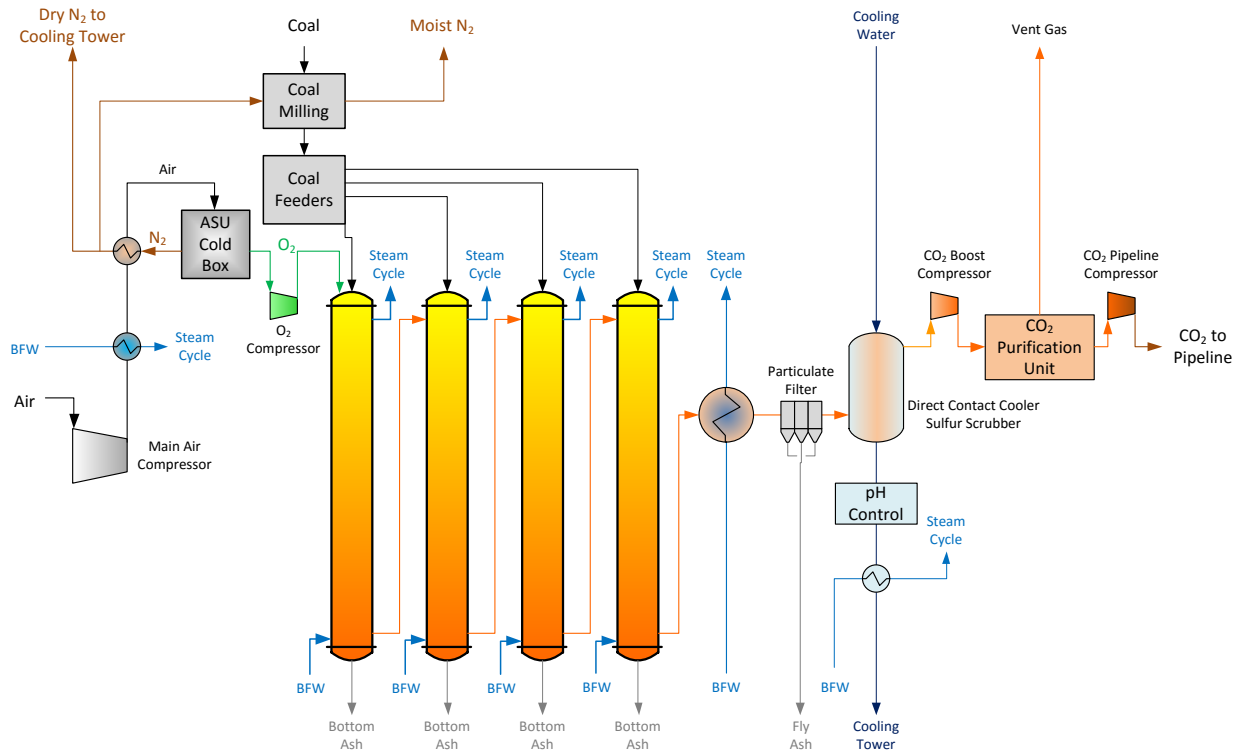 Dry N₂ to
Cooling Tower
Coal
Moist N₂
Cooling
Water
Vent Gas
Coal
Milling
Air
Coal
Feeders
ASU
Cold
Box
N₂
O₂
O₂
Compressor
Steam
Cycle
Steam
Cycle
Steam
Cycle
Steam
Cycle
Steam
Cycle
CO₂ Boost
Compressor
CO₂ Pipeline
Compressor
BFW
Steam
Cycle
CO₂
Purification
Unit
CO₂ to
Pipeline
Particulate
Filter
Direct Contact Cooler
Sulfur Scrubber
Air
Main Air
Compressor
pH
Control
Steam
Cycle
BFW
BFW
BFW
BFW
BFW
BFW
Bottom
Ash
Bottom
Ash
Bottom
Ash
Bottom
Ash
Fly
Ash
Cooling
Tower